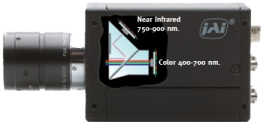 Near Infrared
750-900 nm.
JAI
Color 400-700 nm.